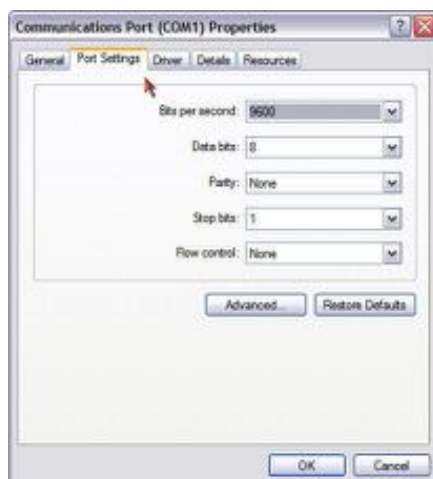 Communications Port (COM1) Properties
General Port Settings Driver Details Resources
Bits per second: 9600
Data bits: 8
Parity: None
Stop bits: 1
Flow control: None
Advanced... Restore Defaults
OK Cancel